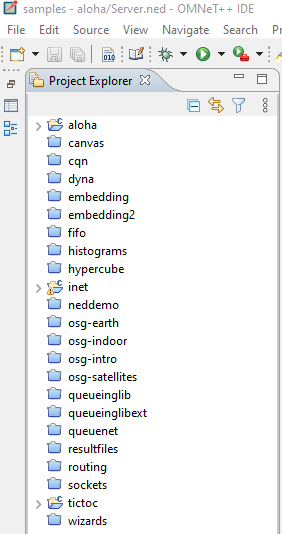 samples - aloha/Server.ned - OMNeT++ IDE
File Edit Source Navigate Search
010
Project Explorer
aloha
canvas
cqn
dyna
embedding
embedding2
fifo
histograms
hypercube
inet
neddemo
osg-earth
osg-indoor
osg-intro
osg-satellites
queueinglib
queueinglibext
queuenet
resultfiles
routing
sockets
tictoc
wizards